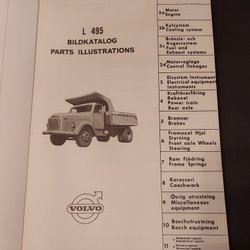 L 495
BILDKATALOG
PARTS ILLUSTRATIONS
VOLVO
2a Motor
Engine
2b Kylsystem
Cooling system
2c Bränsle- och
Avgassystem
Fuel and
Exhaust systems
2d Motorreglage
Control linkages
3 Elsystem Instrument
Electrical equipment
Instruments
4 Kraftöverföring
Bakaxel
Power train
Rear axle
5 Bromsar
Brakes
6 Framaxel Hjul
Styrning
Front axle Wheels
Steering
7 Ram Fjädring
Frame Springs
8 Karosseri
Coachwork
9 Övrig utrustning
Miscellaneous
equipment
10 Boschutrustning
Bosch equipment
11